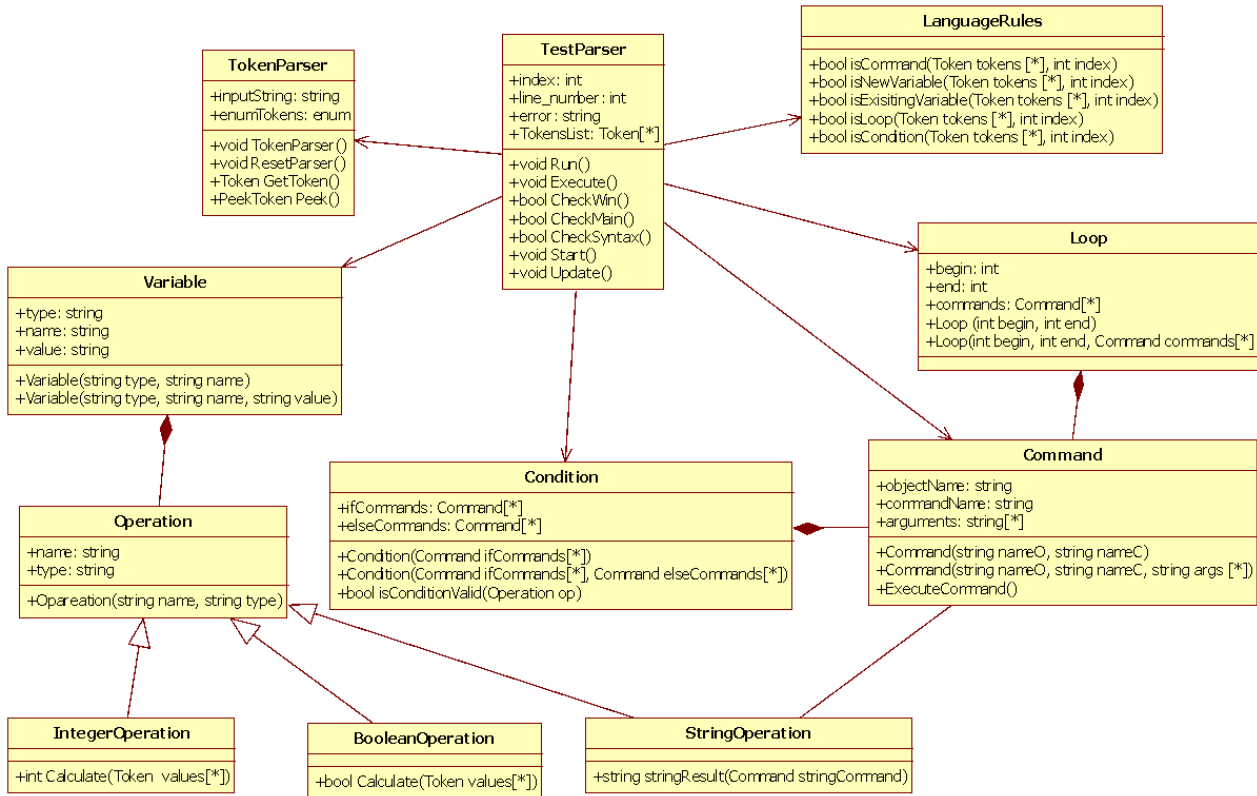 LanguageRules
+bool isCommand(Token tokens [*], int index)
+bool isNewVariable(Token tokens [*], int index)
+bool isExisitingVariable(Token tokens [*], int index)
+bool isLoop(Token tokens [*], int index)
+bool isCondition(Token tokens [*], int index)
TestParser
+index: int
+line_number: int
+error: string
+TokensList: Token[*]
+void Run()
+void Execute()
+bool CheckWin()
+bool CheckMain()
+bool CheckSyntax()
+void Start()
+void Update()
TokenParser
+inputString: string
+enumTokens: enum
+void TokenParser()
+void ResetParser()
+Token GetToken()
+PeekToken Peek()
Loop
+begin: int
+end: int
+commands: Command[*]
+Loop (int begin, int end)
+Loop(int begin, int end, Command commands[*]
Variable
+type: string
+name: string
+value: string
+Variable(string type, string name)
+Variable(string type, string name, string value)
Condition
+ifCommands: Command[*]
+elseCommands: Command[*]
+Condition(Command ifCommands[*])
+Condition(Command ifCommands[*], Command elseCommands[*])
+bool isConditionValid(Operation op)
Command
+objectName: string
+commandName: string
+arguments: string[*]
+Command(string nameO, string nameC)
+Command(string nameO, string nameC, string args [*])
+ExecuteCommand()
Operation
+name: string
+type: string
+Opareation(string name, string type)
IntegerOperation
+int Calculate(Token values[*])
BooleanOperation
+bool Calculate(Token values[*])
StringOperation
+string stringResult(Command stringCommand)